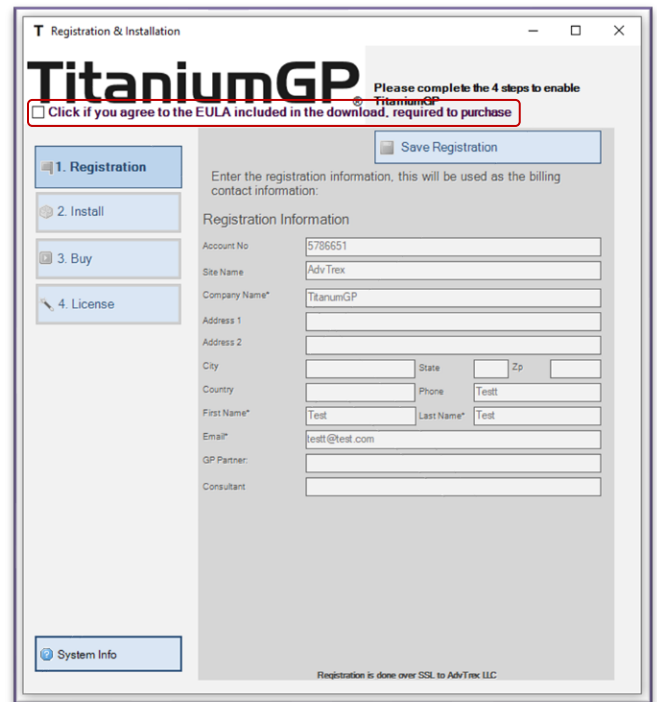 T Registration & Installation
TitaniumGP®
Please complete the 4 steps to enable
TitaniumGP
Click if you agree to the EULA included in the download, required to purchase
1. Registration
2. Install
3. Buy
4. License
Save Registration
Enter the registration information, this will be used as the billing
contact information:
Registration Information
Account No 5786651
Site Name AdvTrex
Company Name* TitanumGP
Address 1
Address 2
City State Zp
Country Phone Testt
First Name* Test Last Name* Test
Email* testt@test.com
GP Partner:
Consultant
System Info
Registration is done over SSL to AdvTrex LLC